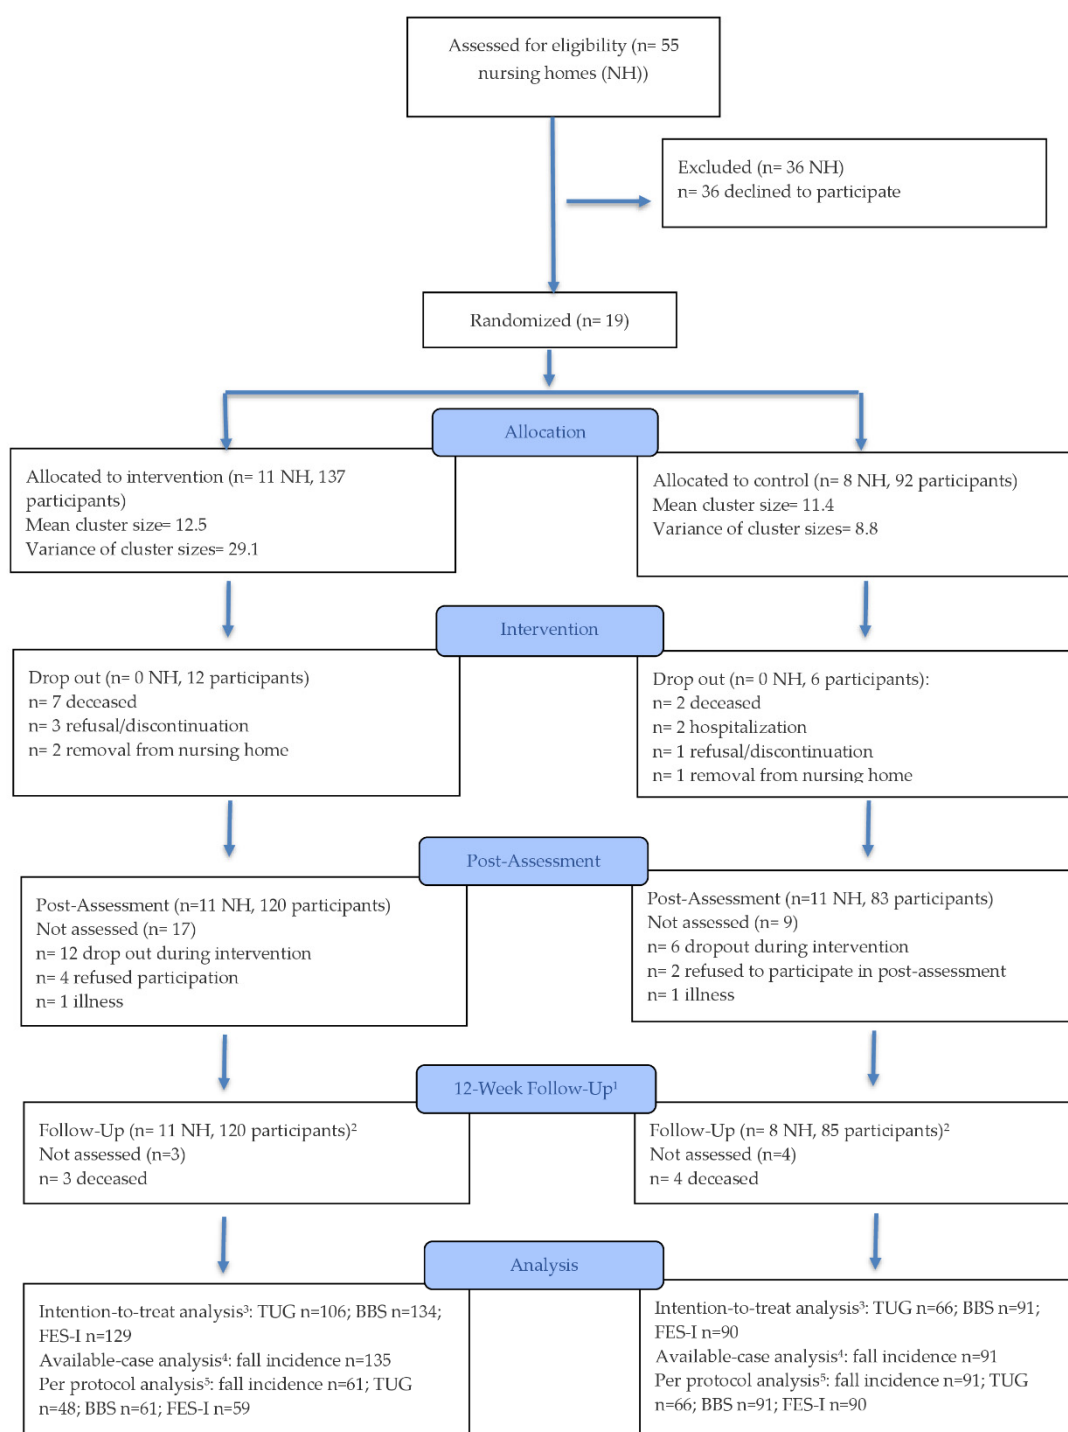 Assessed for eligibility (n= 55
nursing homes (NH))
Excluded (n= 36 NH)
n= 36 declined to participate
Randomized (n= 19)
Allocation
Allocated to intervention (n= 11 NH, 137
participants)
Mean cluster size= 12.5
Variance of cluster sizes= 29.1
Allocated to control (n= 8 NH, 92 participants)
Mean cluster size= 11.4
Variance of cluster sizes= 8.8
Intervention
Drop out (n= 0 NH, 12 participants)
n= 7 deceased
n= 3 refusal/discontinuation
n= 2 removal from nursing home
Drop out (n= 0 NH, 6 participants):
n= 2 deceased
n= 2 hospitalization
n= 1 refusal/discontinuation
n= 1 removal from nursing home
Post-Assessment
Post-Assessment (n=11 NH, 120 participants)
Not assessed (n= 17)
n= 12 drop out during intervention
n= 4 refused participation
n= 1 illness
Post-Assessment (n=11 NH, 83 participants)
Not assessed (n= 9)
n= 6 dropout during intervention
n= 2 refused to participate in post-assessment
n= 1 illness
12-Week Follow-Up¹
Follow-Up (n= 11 NH, 120 participants)²
Not assessed (n=3)
n= 3 deceased
Follow-Up (n= 8 NH, 85 participants)²
Not assessed (n=4)
n= 4 deceased
Analysis
Intention-to-treat analysis³: TUG n=106; BBS n=134;
FES-I n=129
Available-case analysis⁴: fall incidence n=135
Per protocol analysis⁵: fall incidence n=61; TUG
n=48; BBS n=61; FES-I n=59
Intention-to-treat analysis³: TUG n=66; BBS n=91;
FES-I n=90
Available-case analysis⁴: fall incidence n=91
Per protocol analysis⁵: fall incidence n=91; TUG
n=66; BBS n=91; FES-I n=90